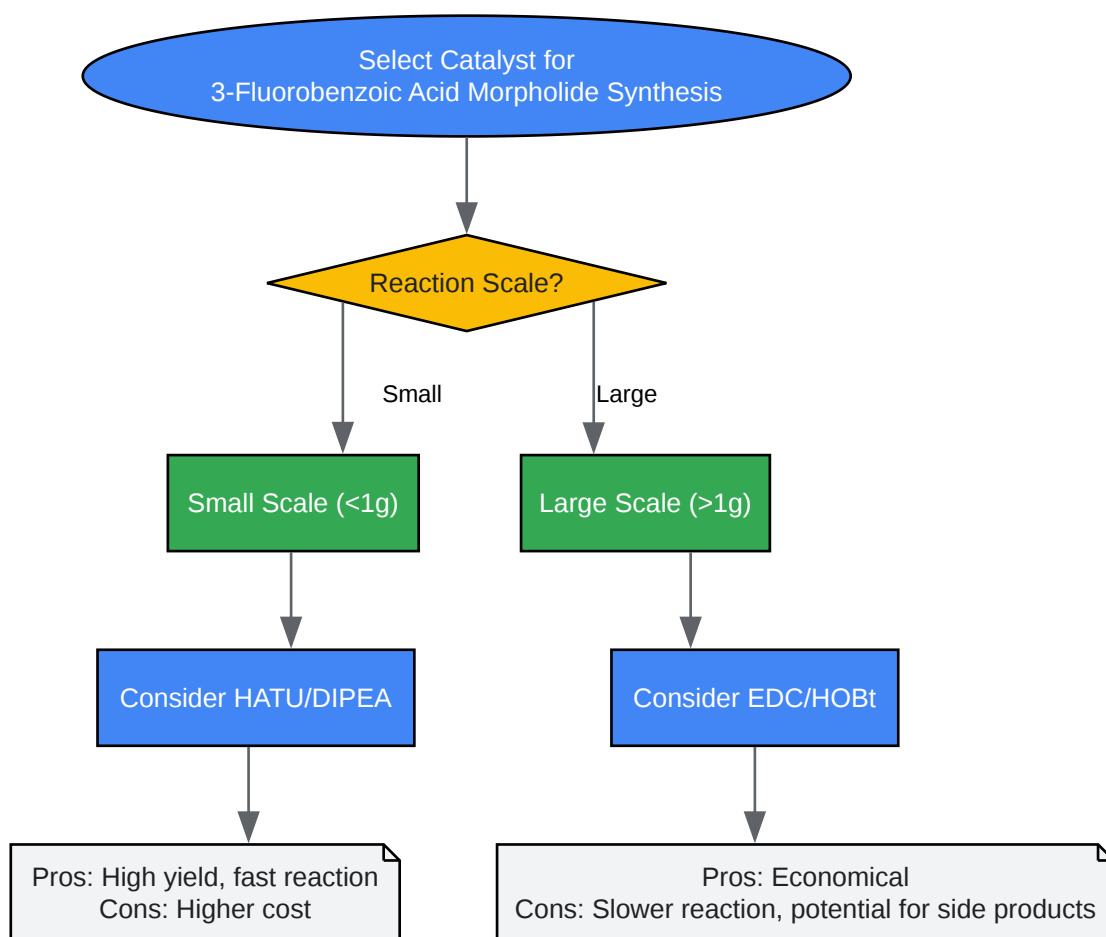 Select Catalyst for
3-Fluorobenzoic Acid Morpholide Synthesis
Reaction Scale?
Small
Large
Small Scale (<1g)
Large Scale (>1g)
Consider HATU/DIPEA
Consider EDC/HOBt
Pros: High yield, fast reaction
Cons: Higher cost
Pros: Economical
Cons: Slower reaction, potential for side products